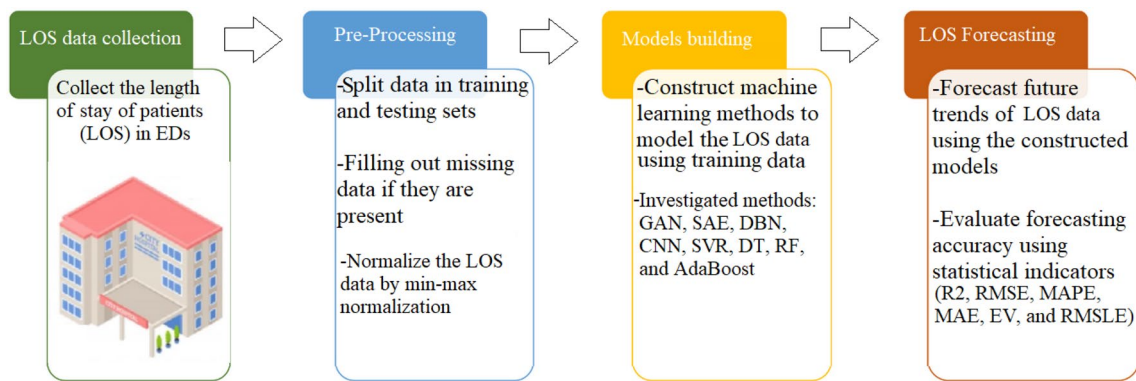 LOS data collection
Collect the length
of stay of patients
(LOS) in EDs
Pre-Processing
-Split data in training
and testing sets
-Filling out missing
data if they are
present
-Normalize the LOS
data by min-max
normalization
Models building
-Construct machine
learning methods to
model the LOS data
using training data
-Investigated methods:
GAN, SAE, DBN,
CNN, SVR, DT, RF,
and AdaBoost
LOS Forecasting
-Forecast future
trends of LOS data
using the constructed
models
-Evaluate forecasting
accuracy using
statistical indicators
(R2, RMSE, MAPE,
MAE, EV, and RMSLE)